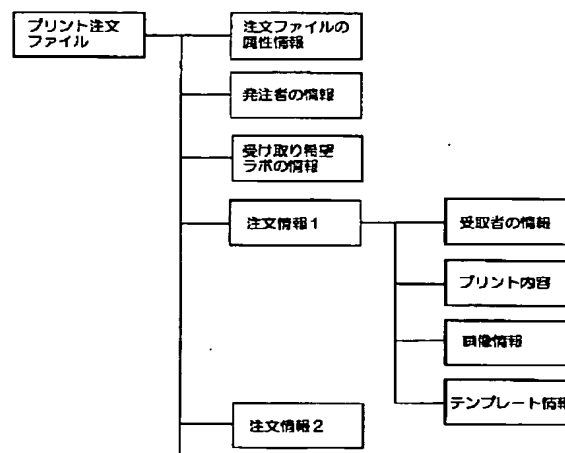 プリント注文
ファイル
注文ファイルの
属性情報
発注者の情報
受け取り希望
ラボの情報
注文情報1
受取者の情報
プリント内容
画像情報
テンプレート情報
注文情報2